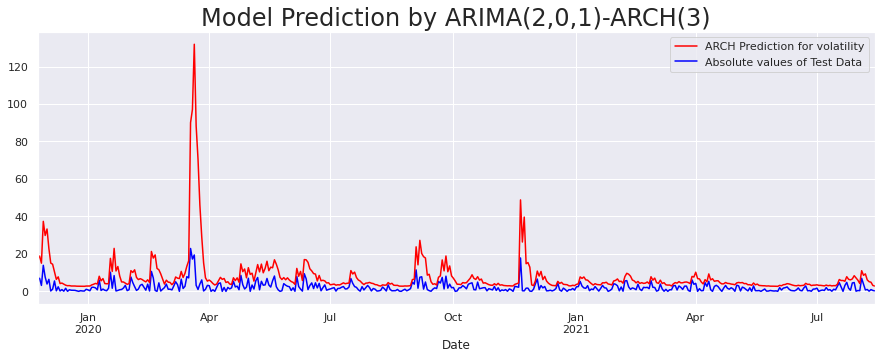 Model Prediction by ARIMA(2,0,1)-ARCH(3)
ARCH Prediction for volatility
Absolute values of Test Data
120
100
80
60
40
20
0
Jan Apr Jul Oct Jan Apr Jul
2020 2021
Date